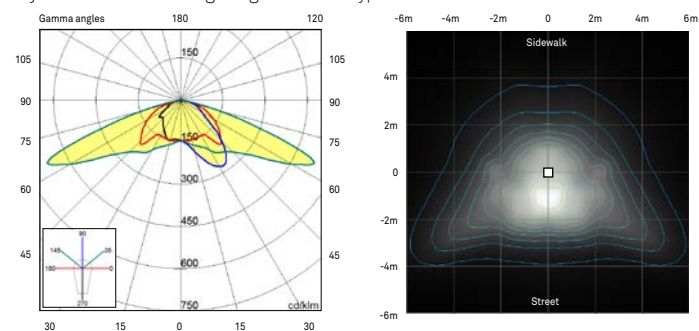 Gamma angles 180 120
105 105
90 90
75 75
60 60
45 45
30 15 0 15 30
150
150
300
450
600
750 cd/klm
90
145 35
180 0
270
-6m -4m -2m 0 2m 4m 6m
Sidewalk
4m
2m
0
-2m
-4m
-6m
Street